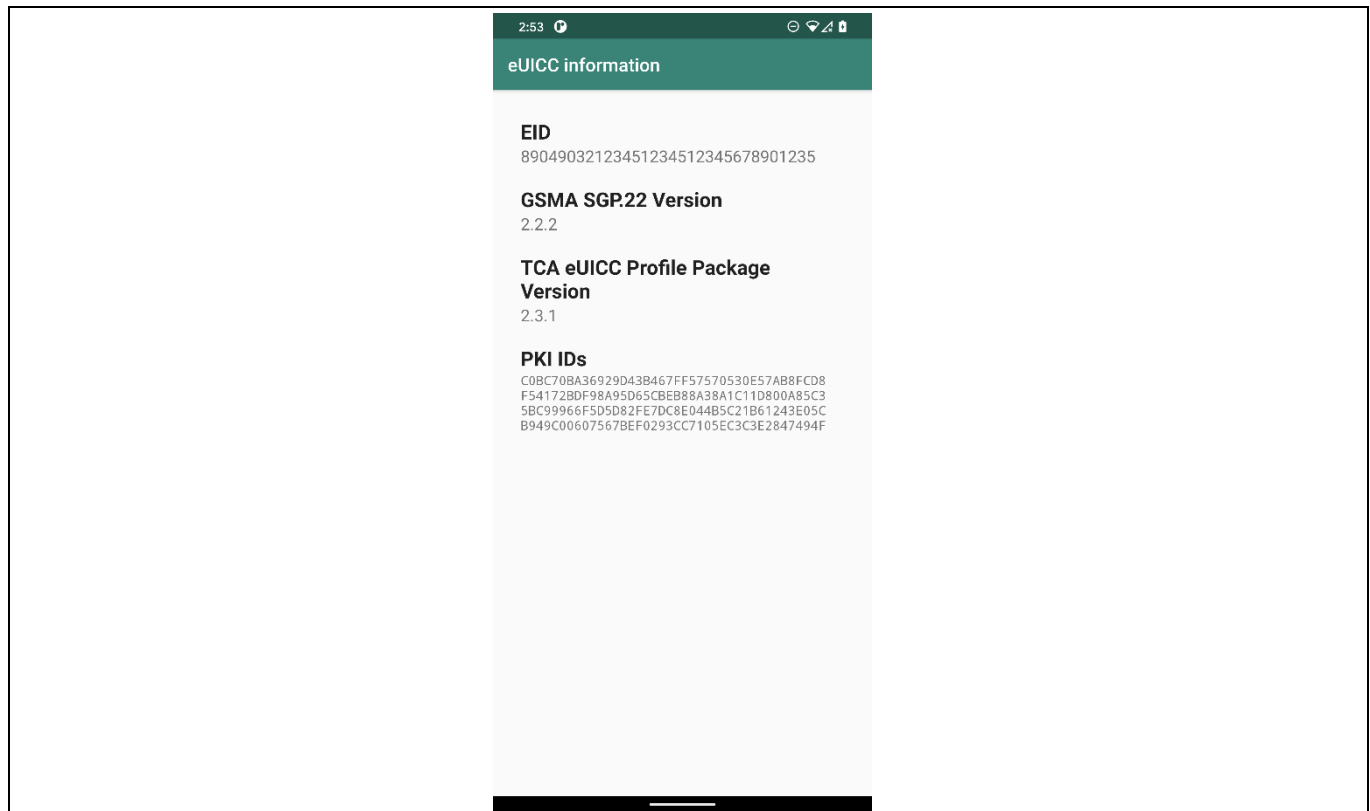 2:53
eUICC information
EID
89049032123451234512345678901235
GSMA SGP.22 Version
2.2.2
TCA eUICC Profile Package
Version
2.3.1
PKI IDs
C0BC70BA36929D43B467FF57570530E57AB8FCD8
F54172BDF98A95D65CBEB88A38A1C11D800A85C3
5BC99966F5D5D82FE7DC8E044B5C21B61243E05C
B949C00607567BEF0293CC7105EC3C3E2847494F